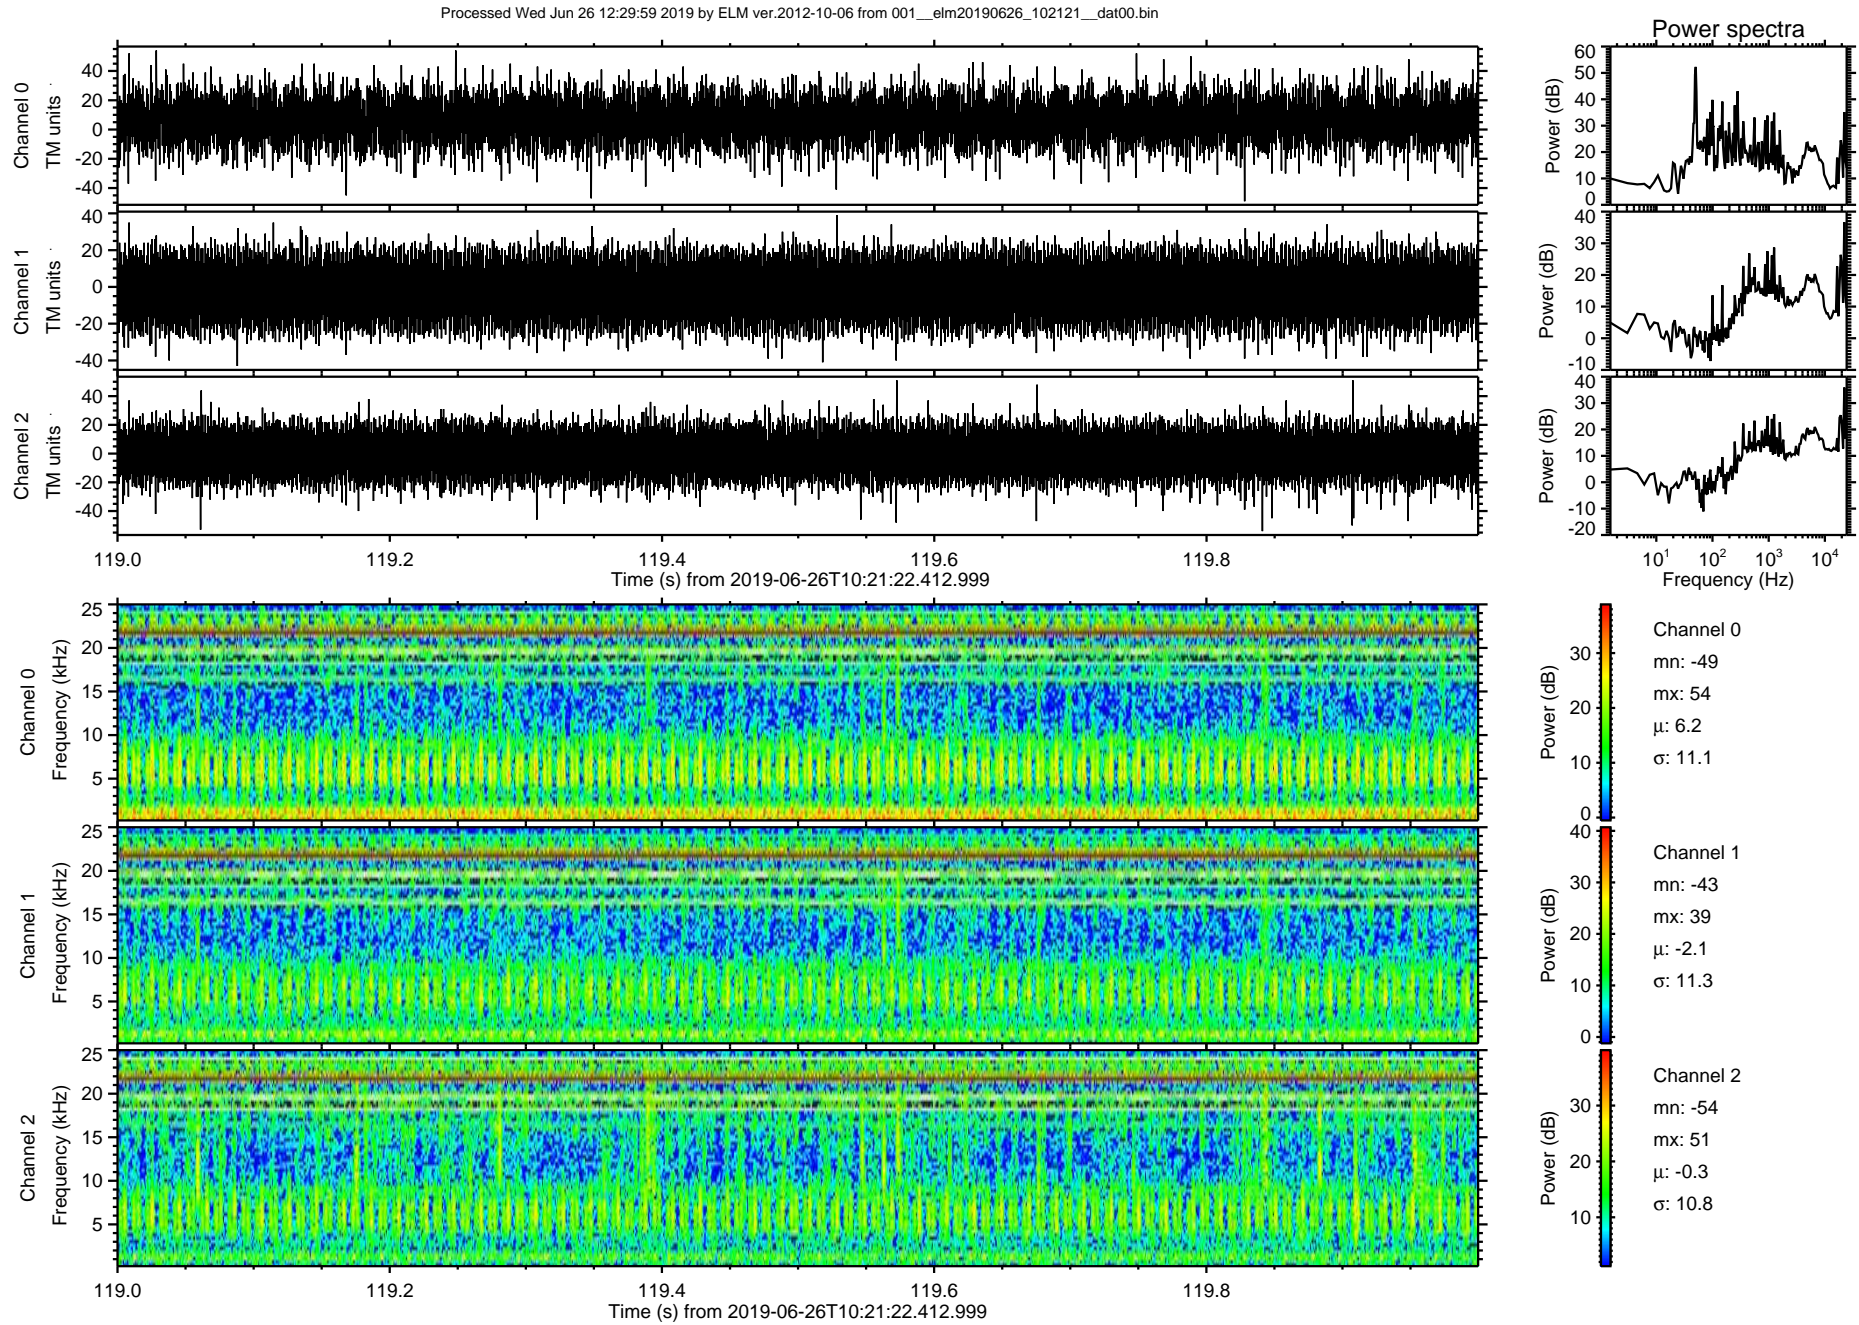 Processed Wed Jun 26 12:29:59 2019 by ELM ver.2012-10-06 from 001__elm20190626_102121__dat00.bin
Power spectra
Channel 0
TM units
40
20
0
-20
-40
Power (dB)
60
50
40
30
20
10
0
Channel 1
TM units
40
20
0
-20
-40
Power (dB)
40
30
20
10
0
-10
Channel 2
TM units
40
20
0
-20
-40
Power (dB)
40
30
20
10
0
-10
-20
119.0 119.2 119.4 119.6 119.8
Time (s) from 2019-06-26T10:21:22.412.999
10¹ 10² 10³ 10⁴
Frequency (Hz)
Channel 0
Frequency (kHz)
25
20
15
10
5
Power (dB)
30
20
10
0
Channel 0
mn: -49
mx: 54
μ: 6.2
σ: 11.1
Channel 1
Frequency (kHz)
25
20
15
10
5
Power (dB)
40
30
20
10
0
Channel 1
mn: -43
mx: 39
μ: -2.1
σ: 11.3
Channel 2
Frequency (kHz)
25
20
15
10
5
Power (dB)
30
20
10
Channel 2
mn: -54
mx: 51
μ: -0.3
σ: 10.8
119.0 119.2 119.4 119.6 119.8
Time (s) from 2019-06-26T10:21:22.412.999